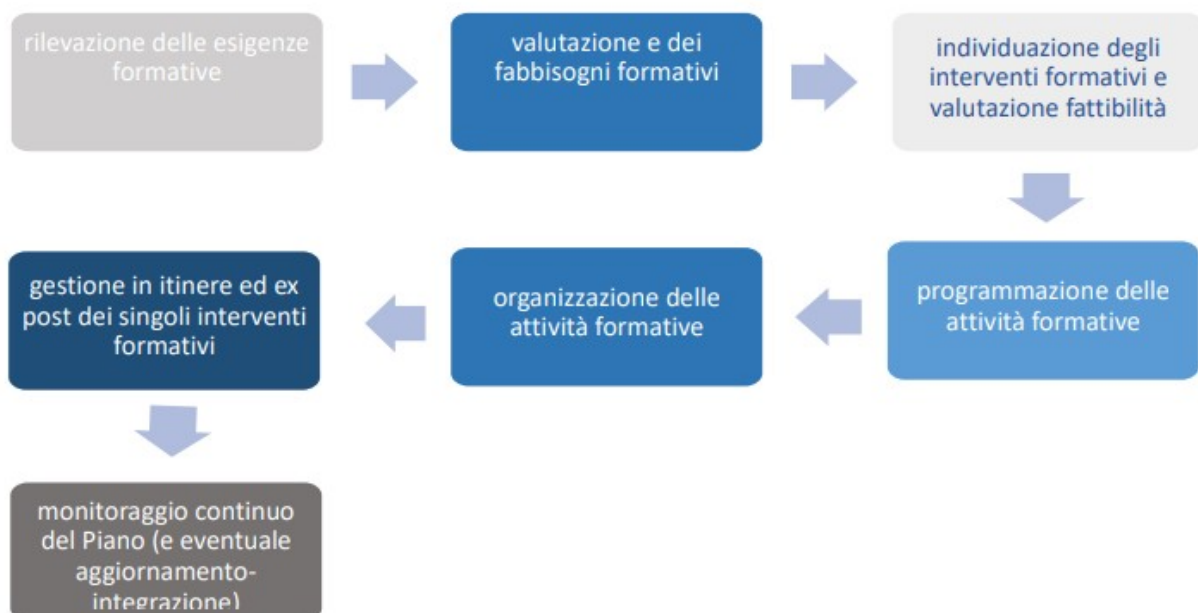 rilevazione delle esigenze
formative
valutazione e dei
fabbisogni formativi
individuazione degli
interventi formativi e
valutazione fattibilità
programmazione delle
attività formative
organizzazione delle
attività formative
gestione in itinere ed ex
post dei singoli interventi
formativi
monitoraggio continuo
del Piano (e eventuale
aggiornamento-
integrazione)